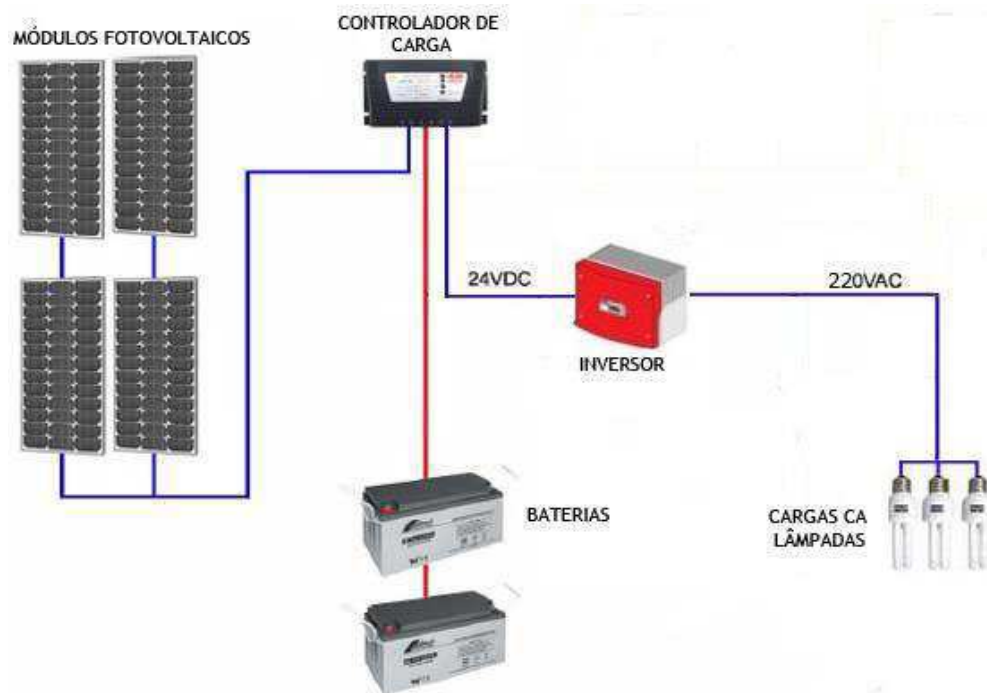 CONTROLADOR DE
CARGA
MÓDULOS FOTOVOLTAICOS
24VDC
220VAC
INVERSOR
BATERIAS
CARGAS CA
LÂMPADAS